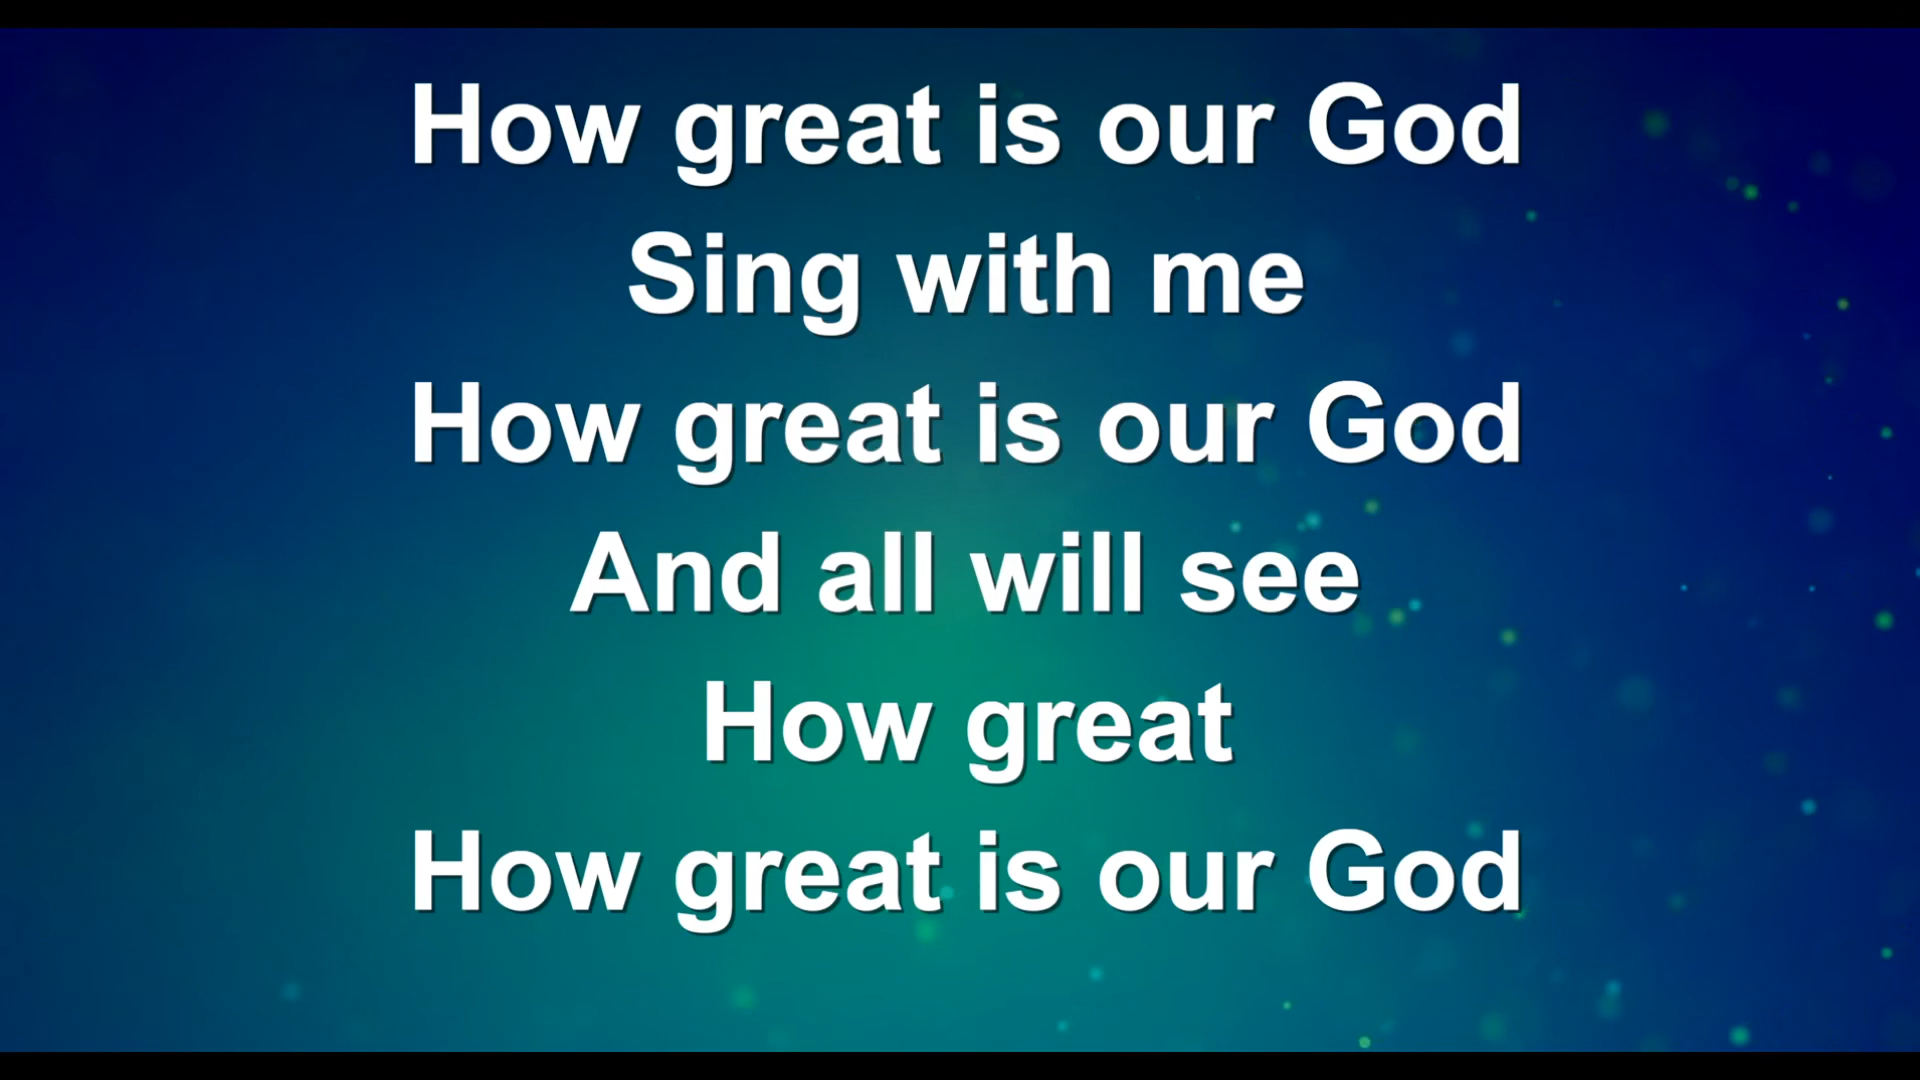 How great is our God
Sing with me
How great is our God
And all will see
How great
How great is our God